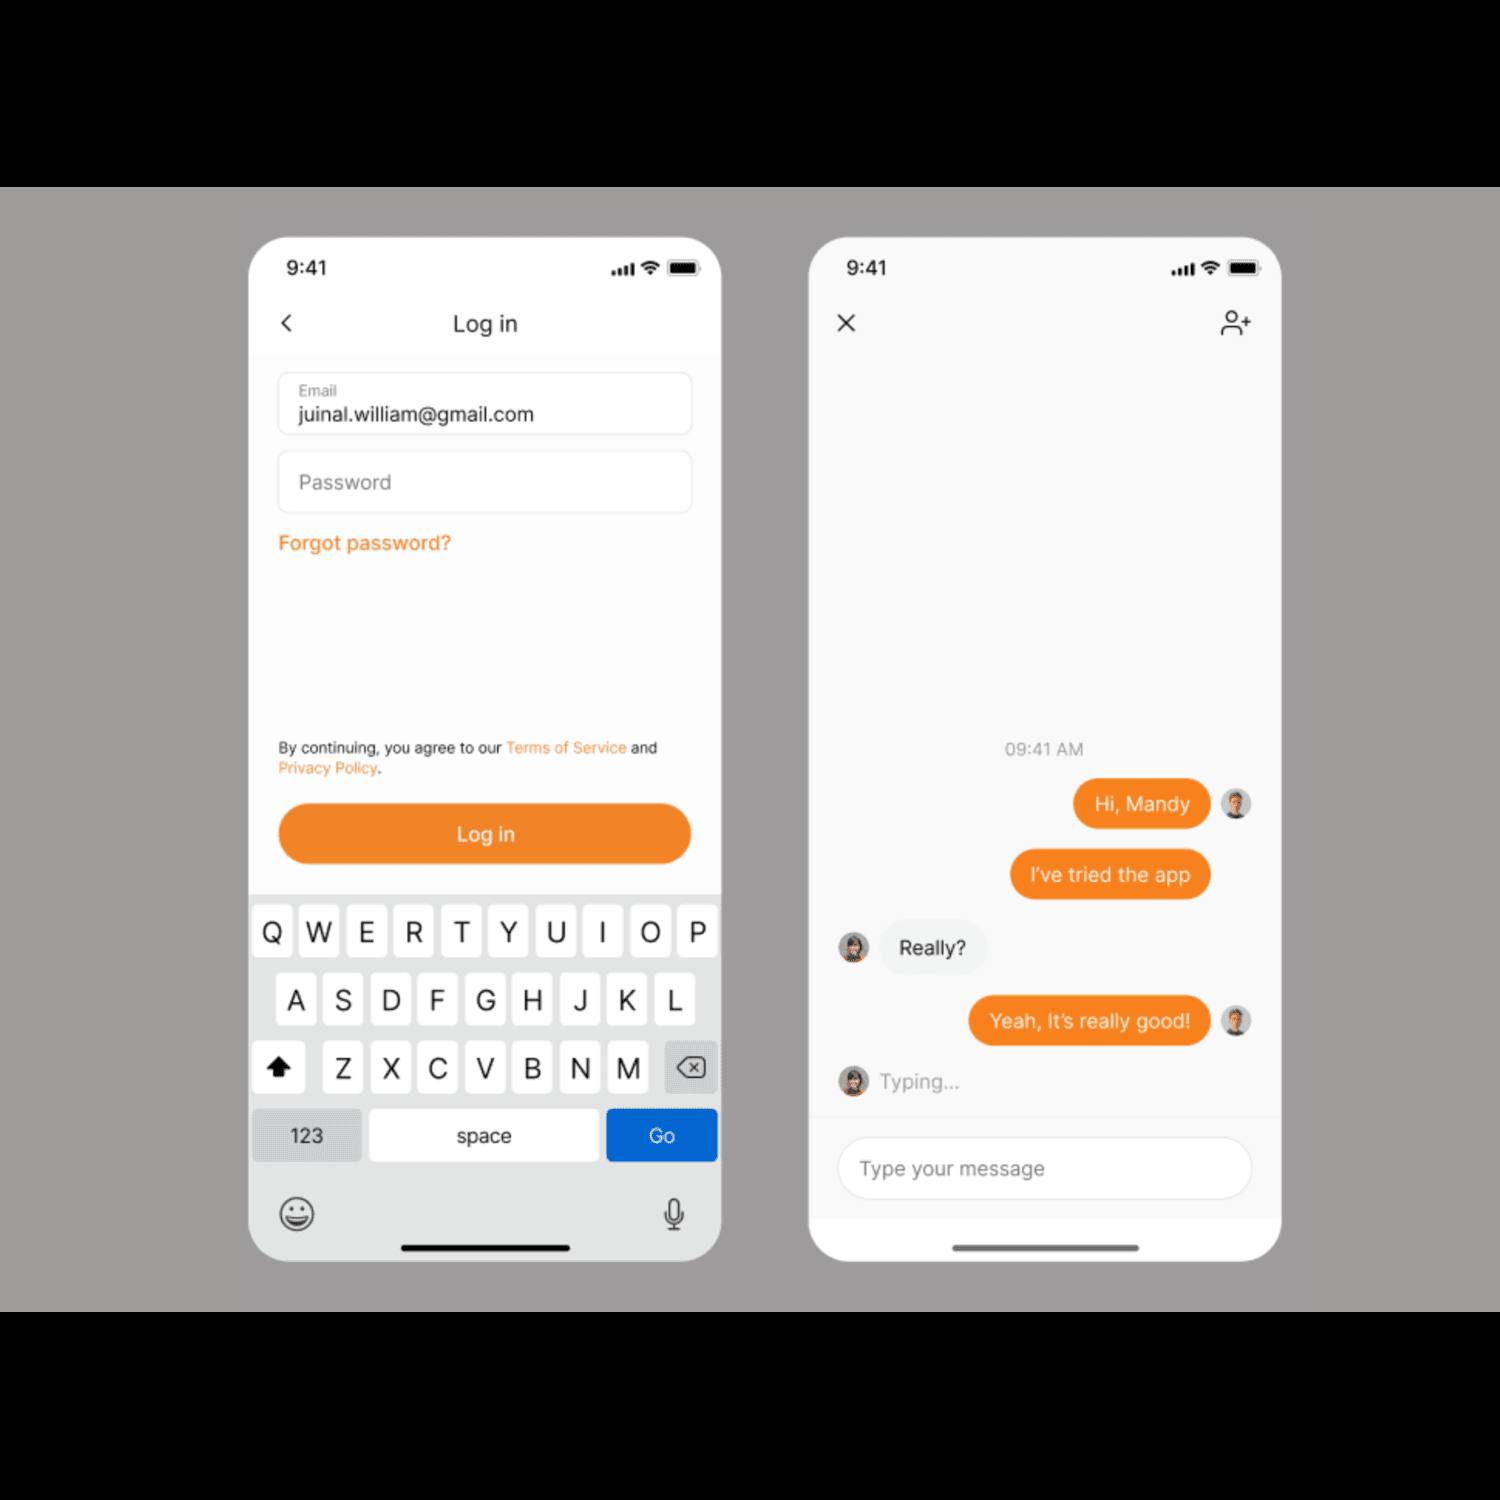 9:41
Log in
Email
juinal.william@gmail.com
Password
Forgot password?
By continuing, you agree to our Terms of Service and
Privacy Policy.
Log in
Q W E R T Y U I O P
A S D F G H J K L
Z X C V B N M
123 space Go
9:41
09:41 AM
Hi, Mandy
I've tried the app
Really?
Yeah, It's really good!
Typing...
Type your message